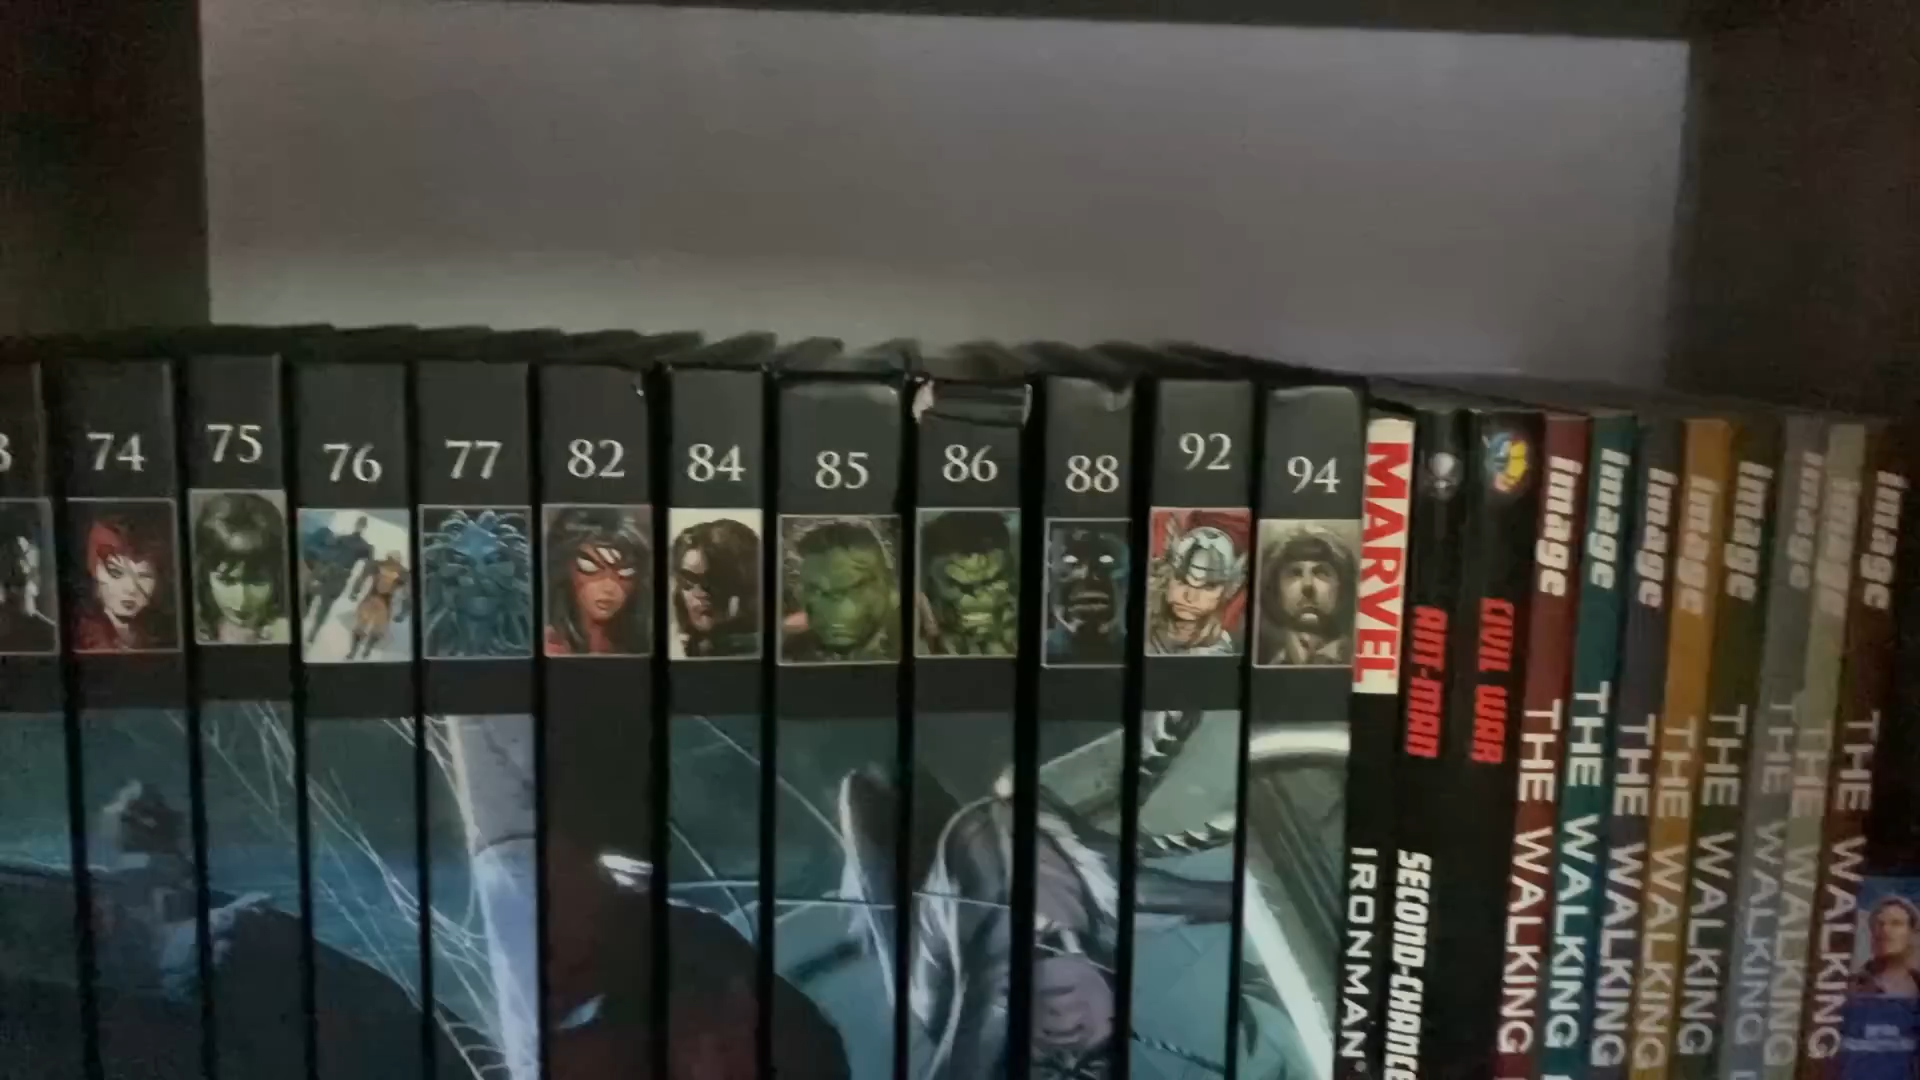 3
74
75
76
77
82
84
85
86
88
92
94
MARVEL
IRONMAN
ANT-MAN
SECOND-CHANCE
CIVIL WAR
image
THE WALKING
image
THE WALKING
image
THE WALKING
image
THE WALKING
image
THE WALKING
image
THE WALKING
image
THE WALKING
image
THE WALKING